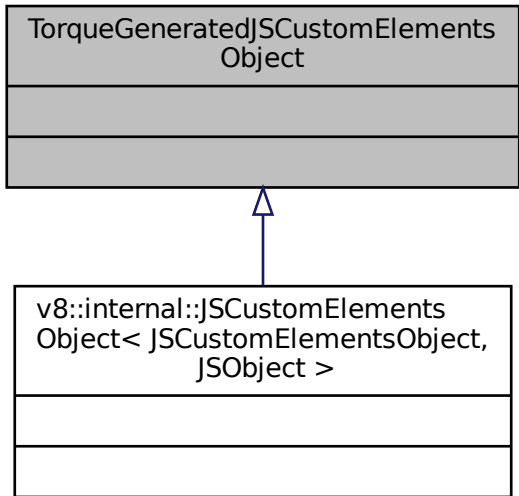 TorqueGeneratedJSCustomElements
Object
v8::internal::JSCustomElements
Object< JSCustomElementsObject,
JSObject >